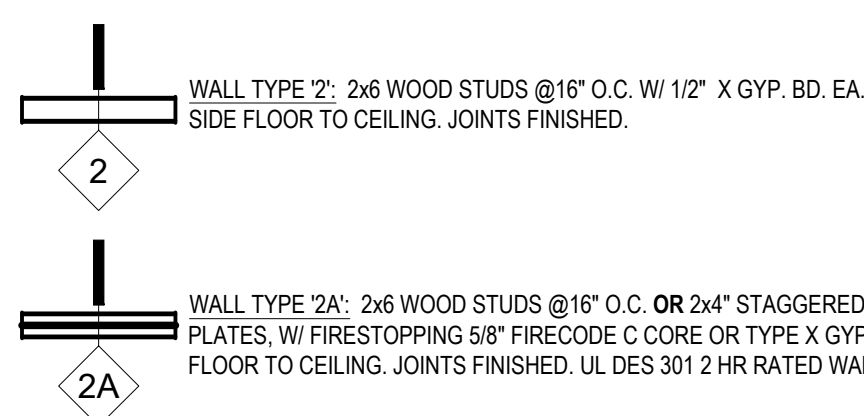 WALL TYPE '2': 2x6 WOOD STUDS @16" O.C. W/ 1/2" X GYP. BD. EA.
SIDE FLOOR TO CEILING. JOINTS FINISHED.
2
WALL TYPE '2A': 2x6 WOOD STUDS @16" O.C. OR 2x4" STAGGERED
PLATES, W/ FIRESTOPPING 5/8" FIRECODE C CORE OR TYPE X GYP
FLOOR TO CEILING. JOINTS FINISHED. UL DES 301 2 HR RATED
2A